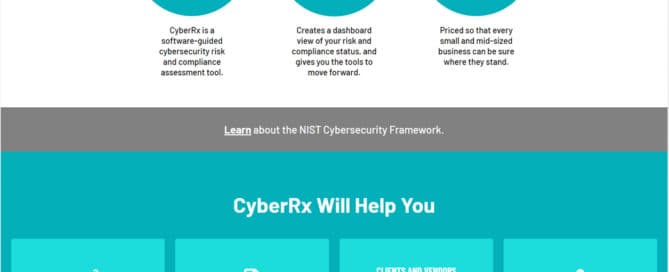 CyberRx is a
software-guided
cybersecurity risk
and compliance
assessment tool.
Creates a dashboard
view of your risk and
compliance status, and
gives you the tools to
move forward.
Priced so that every
small and mid-sized
business can be sure
where they stand.
Learn about the NIST Cybersecurity Framework.
CyberRx Will Help You
CLIENTS AND VENDORS